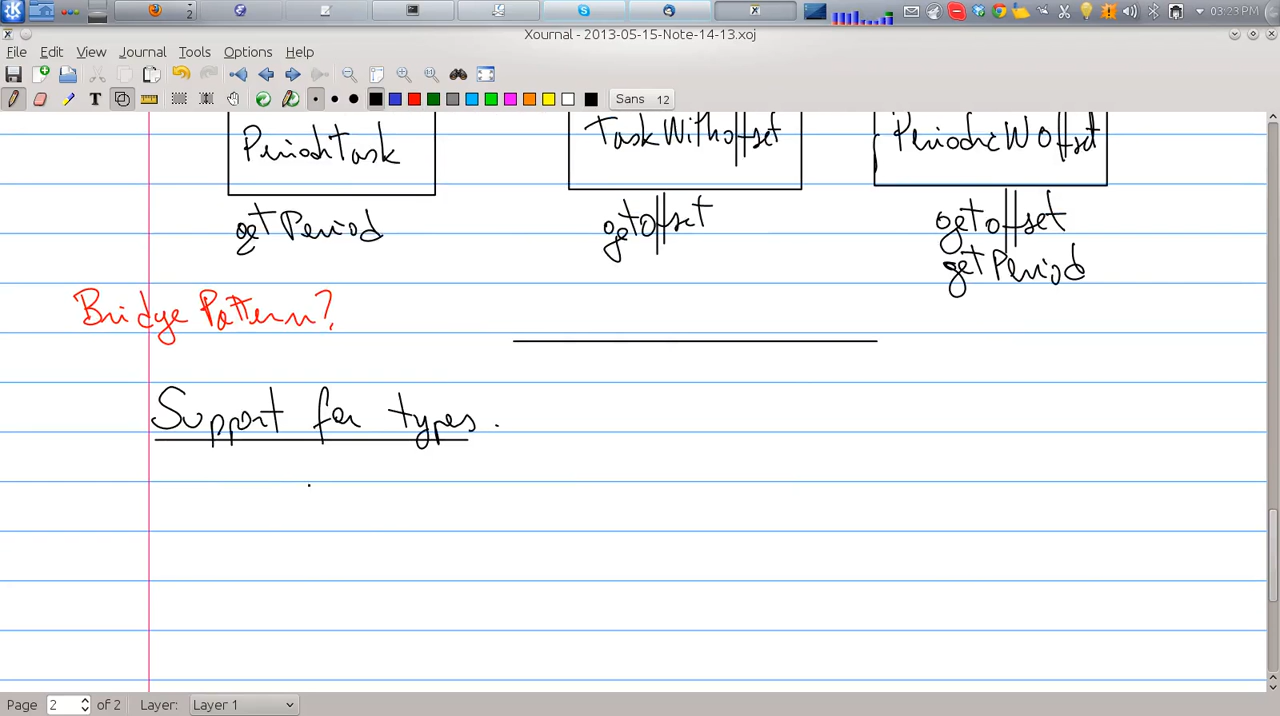 2
03:23 PM
Xournal - 2013-05-15-Note-14-13.xoj
File Edit View Journal Tools Options Help
Sans 12
PeriodiTask TaskWithoffset PeriodicWOffset
getPeriod getoffset getoffset
getPeriod
Bridge Pattern?
Support for types.
Page 2 of 2 Layer: Layer 1